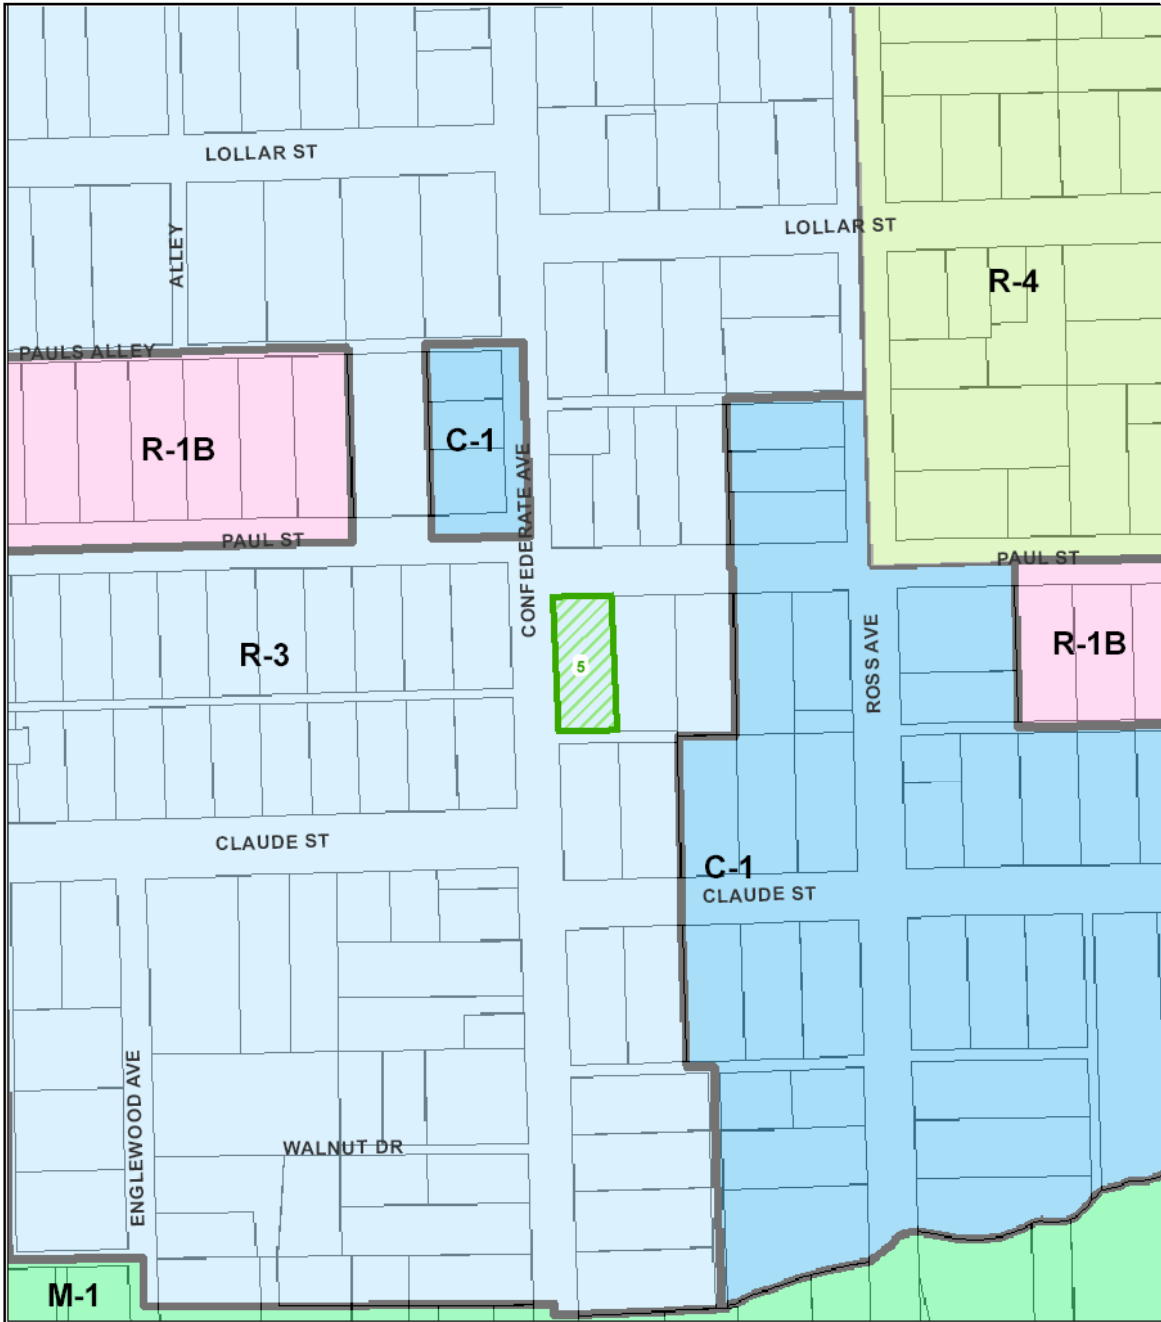 LOLLAR ST
LOLLAR ST
ALLEY
R-4
PAULS ALLEY
R-1B
C-1
CONFEDERATE AVE
PAUL ST
PAUL ST
R-3
5
ROSS AVE
R-1B
CLAUDE ST
C-1
CLAUDE ST
ENGLEWOOD AVE
WALNUT DR
M-1